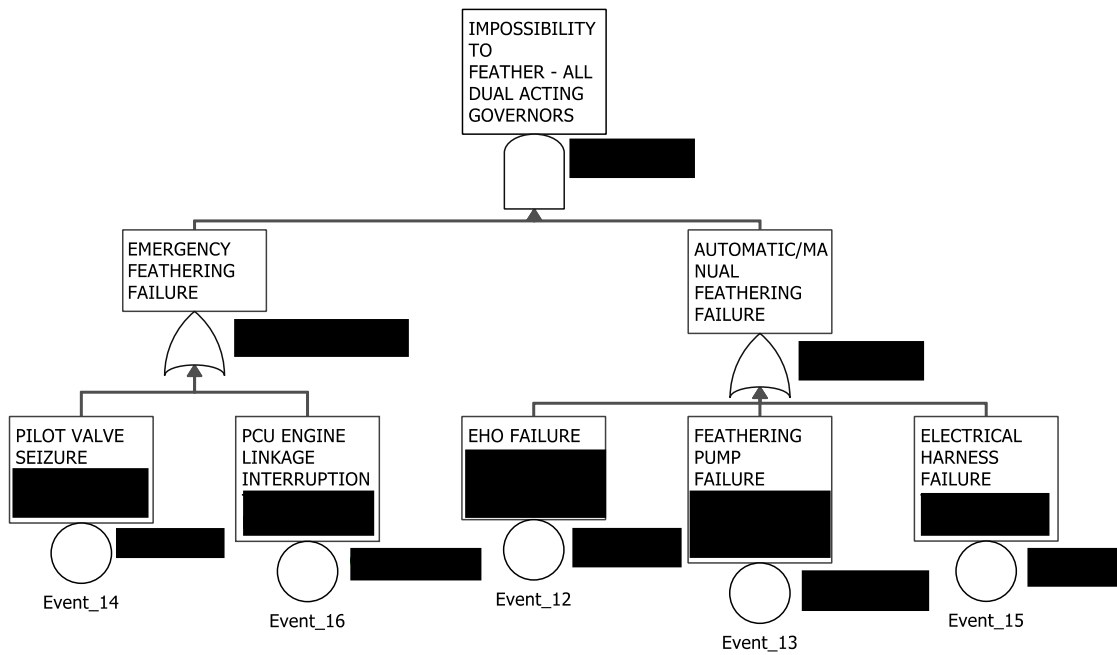 IMPOSSIBILITY
TO
FEATHER - ALL
DUAL ACTING
GOVERNORS
EMERGENCY
FEATHERING
FAILURE
AUTOMATIC/MA
NUAL
FEATHERING
FAILURE
PILOT VALVE
SEIZURE
PCU ENGINE
LINKAGE
INTERRUPTION
EHO FAILURE
FEATHERING
PUMP
FAILURE
ELECTRICAL
HARNESS
FAILURE
Event_14
Event_16
Event_12
Event_13
Event_15